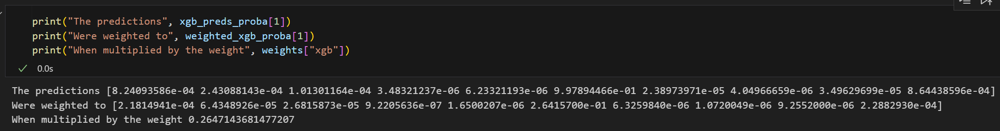 print("The predictions", xgb_preds_proba[1])
print("Were weighted to", weighted_xgb_proba[1])
print("When multiplied by the weight", weights["xgb"])
0.0s
The predictions [8.24093586e-04 2.43088143e-04 1.01301164e-04 3.48321237e-06 6.23321193e-06 9.97894466e-01 2.38973971e-05 4.04966659e-06 3.49629699e-05 8.64438596e-04]
Were weighted to [2.1814941e-04 6.4348926e-05 2.6815873e-05 9.2205636e-07 1.6500207e-06 2.6415700e-01 6.3259840e-06 1.0720049e-06 9.2552000e-06 2.2882930e-04]
When multiplied by the weight 0.2647143681477207